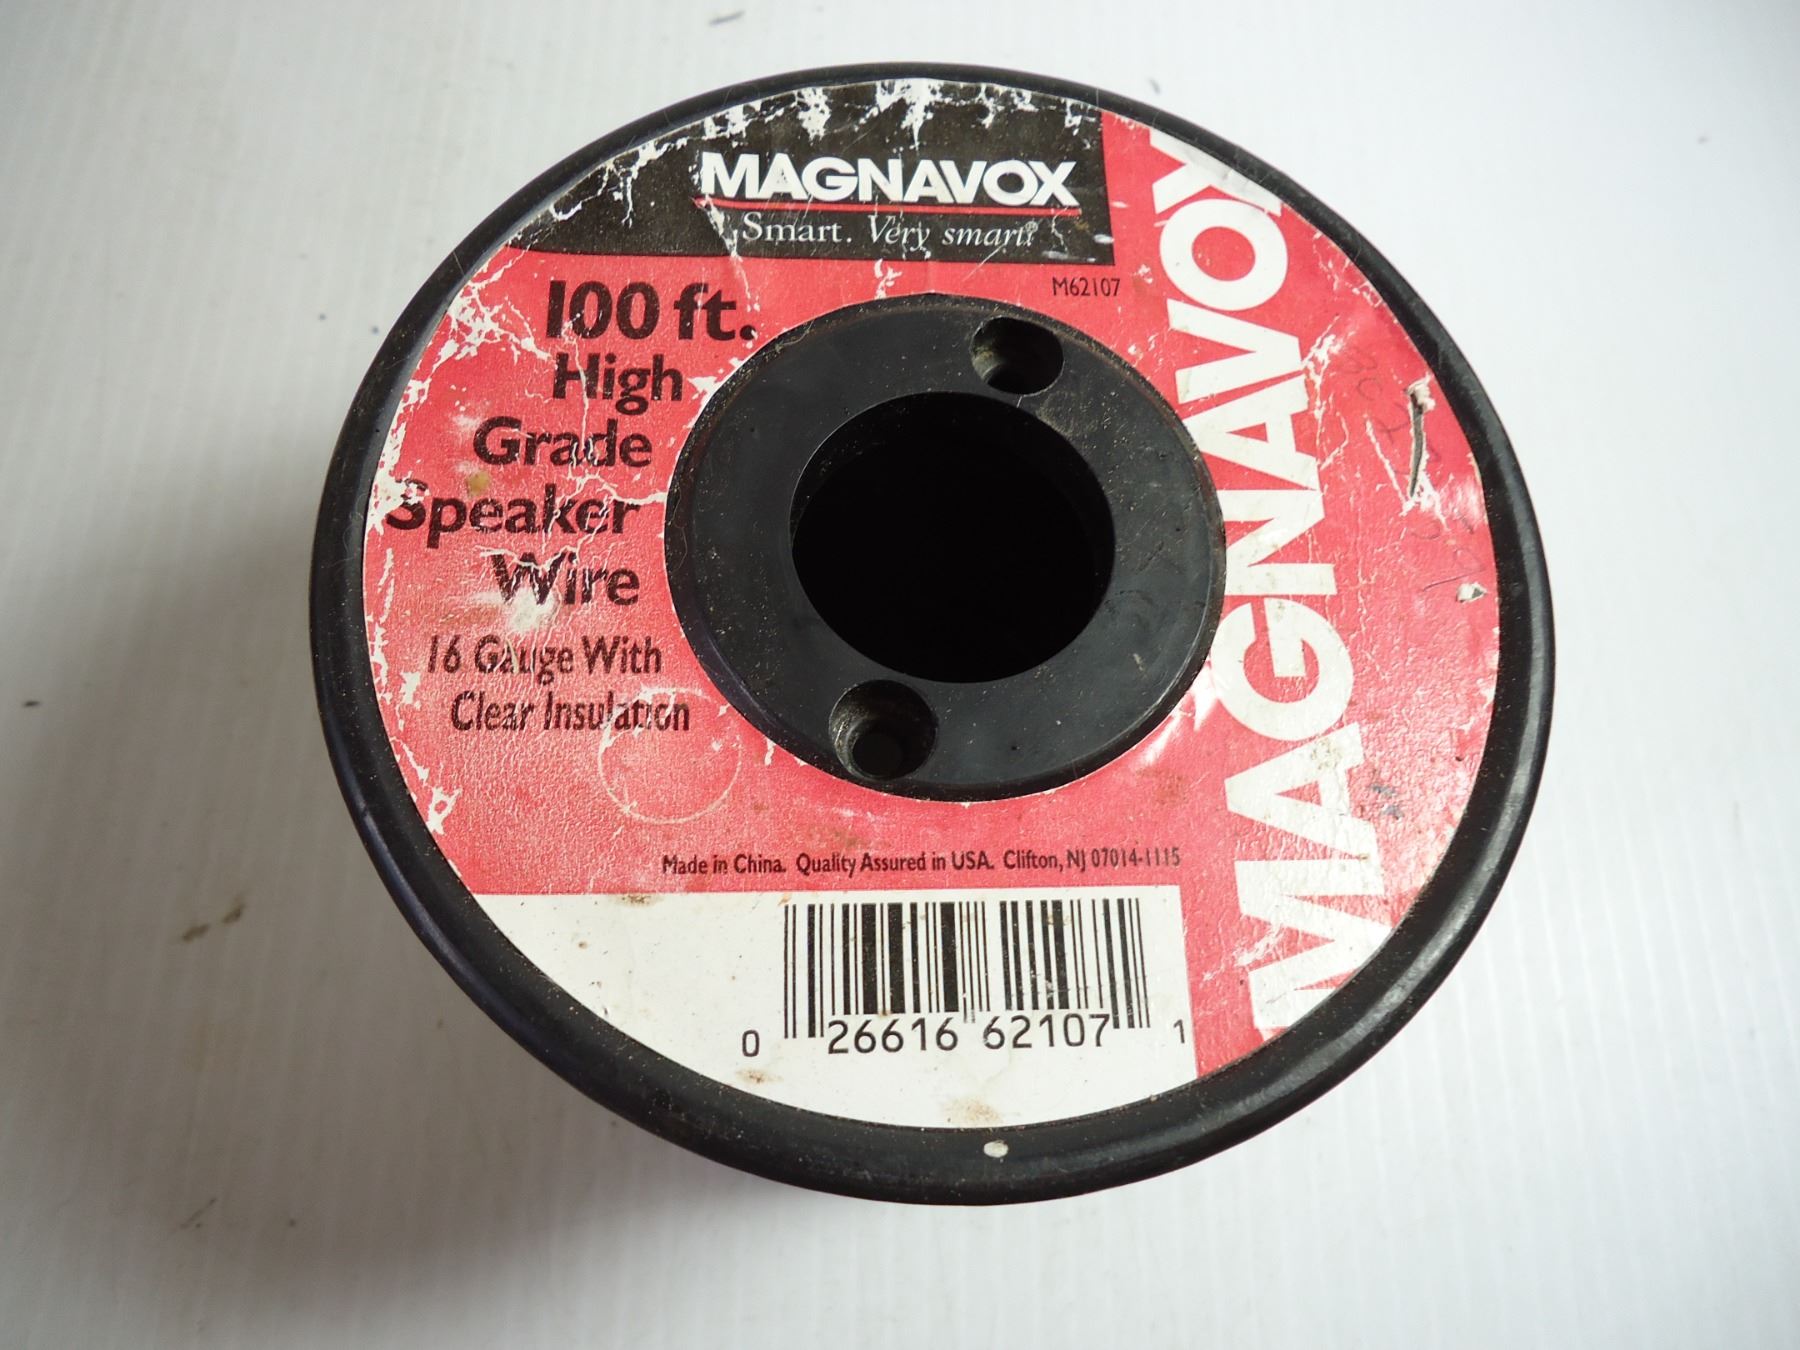 MAGNAVOX
Smart. Very smart.®
M62107
100 ft.
High
Grade
Speaker
Wire
16 Gauge With
Clear Insulation
MAGNAVOX
Made in China. Quality Assured in USA. Clifton, NJ 07014-1115
0 26616 62107 1